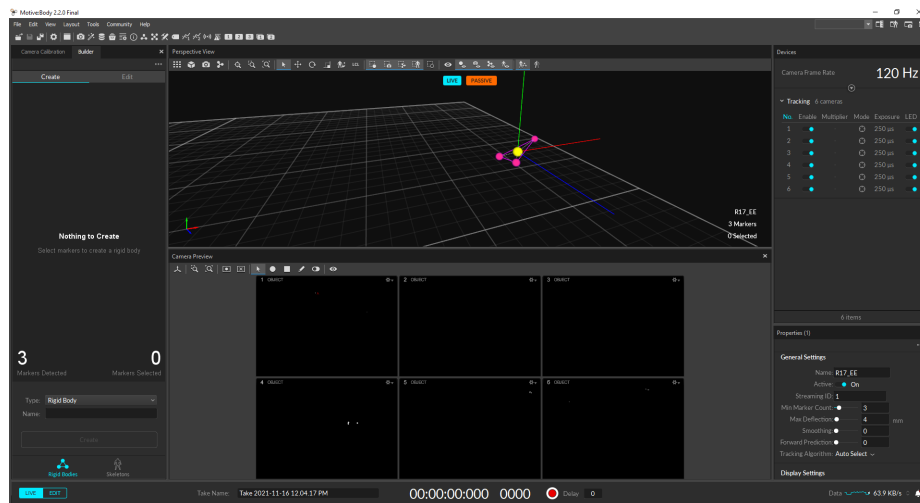 Motive:Body 2.2.0 Final
File Edit View Layout Tools Community Help
Camera Calibration Builder
Perspective View
Devices
Create Edit
LIVE PASSIVE
Camera Frame Rate 120 Hz
Tracking 6 cameras
No. Enable Multiplier Mode Exposure LED
1 250 µs
2 250 µs
3 250 µs
4 250 µs
5 250 µs
6 250 µs
Nothing to Create
Select markers to create a rigid body
R17_EE
3 Markers
0 Selected
Camera Preview
1 OBJECT
2 OBJECT
3 OBJECT
4 OBJECT
5 OBJECT
6 OBJECT
6 items
Properties (1)
3 0
Markers Detected Markers Selected
General Settings
Name: R17_EE
Active: On
Streaming ID: 1
Min Marker Count: 3
Max Deflection: 4 mm
Smoothing: 0
Forward Prediction: 0
Tracking Algorithm: Auto Select
Display Settings
Type: Rigid Body
Name:
Create
Rigid Bodies Skeletons
LIVE EDIT
Take Name: Take 2021-11-16 12.04.17 PM
00:00:00:000 0000
Delay 0
Data 63.9 KB/s